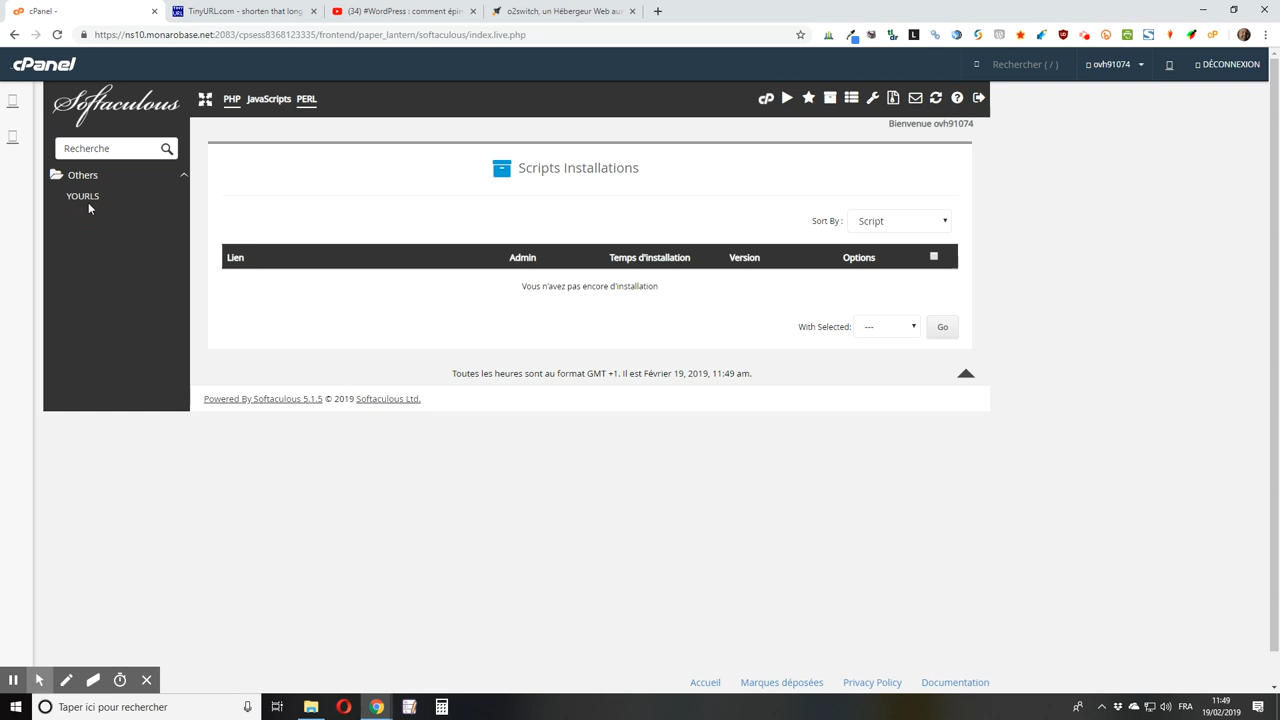 cPanel -
TinyURL.com - shorten that long
(34) #WordPress : comment épin
o2switch, un Hébergeur Web au
https://ns10.monarobase.net:2083/cpsess8368123335/frontend/paper_lantern/softaculous/index.live.php
cPanel
Rechercher ( / )
ovh91074
DÉCONNEXION
Softaculous
PHP JavaScripts PERL
Bienvenue ovh91074
Recherche
Others
YOURLS
Scripts Installations
Sort By : Script
Lien Admin Temps d'installation Version Options
Vous n'avez pas encore d'installation
With Selected: --- Go
Toutes les heures sont au format GMT +1. Il est Février 19, 2019, 11:49 am.
Powered By Softaculous 5.1.5 © 2019 Softaculous Ltd.
Accueil Marques déposées Privacy Policy Documentation
Taper ici pour rechercher
FRA
11:49
19/02/2019